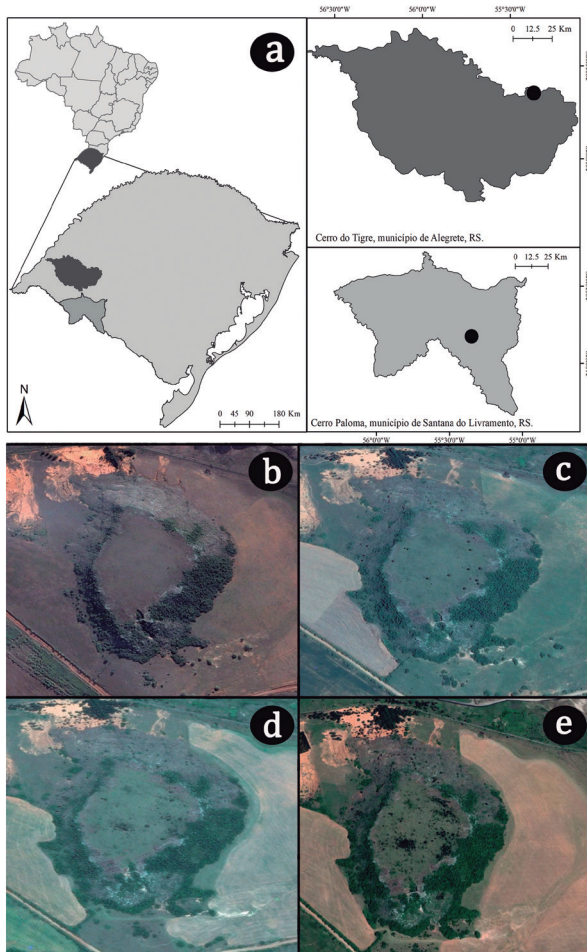 a
56°30'0"W 56°0'0"W 55°30'0"W
0 12.5 25 Km
Cerro do Tigre, município de Alegrete, RS.
0 12.5 25 Km
Cerro Paloma, município de Santana do Livramento, RS.
56°0'0"W 55°30'0"W 55°0'0"W
N
0 45 90 180 Km
b
c
d
e